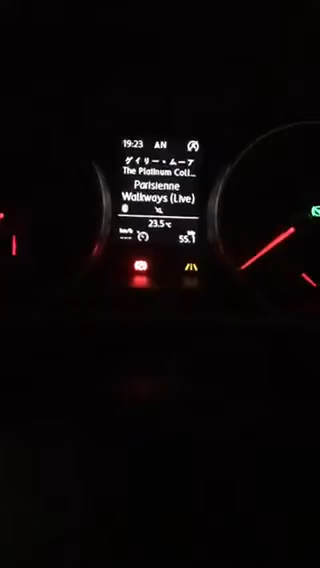 19:23 AN
ゲイリー・ムーア
The Platinum Coll...
Parisienne
Walkways (Live)
23.5 °C
km/h
--- 55.1